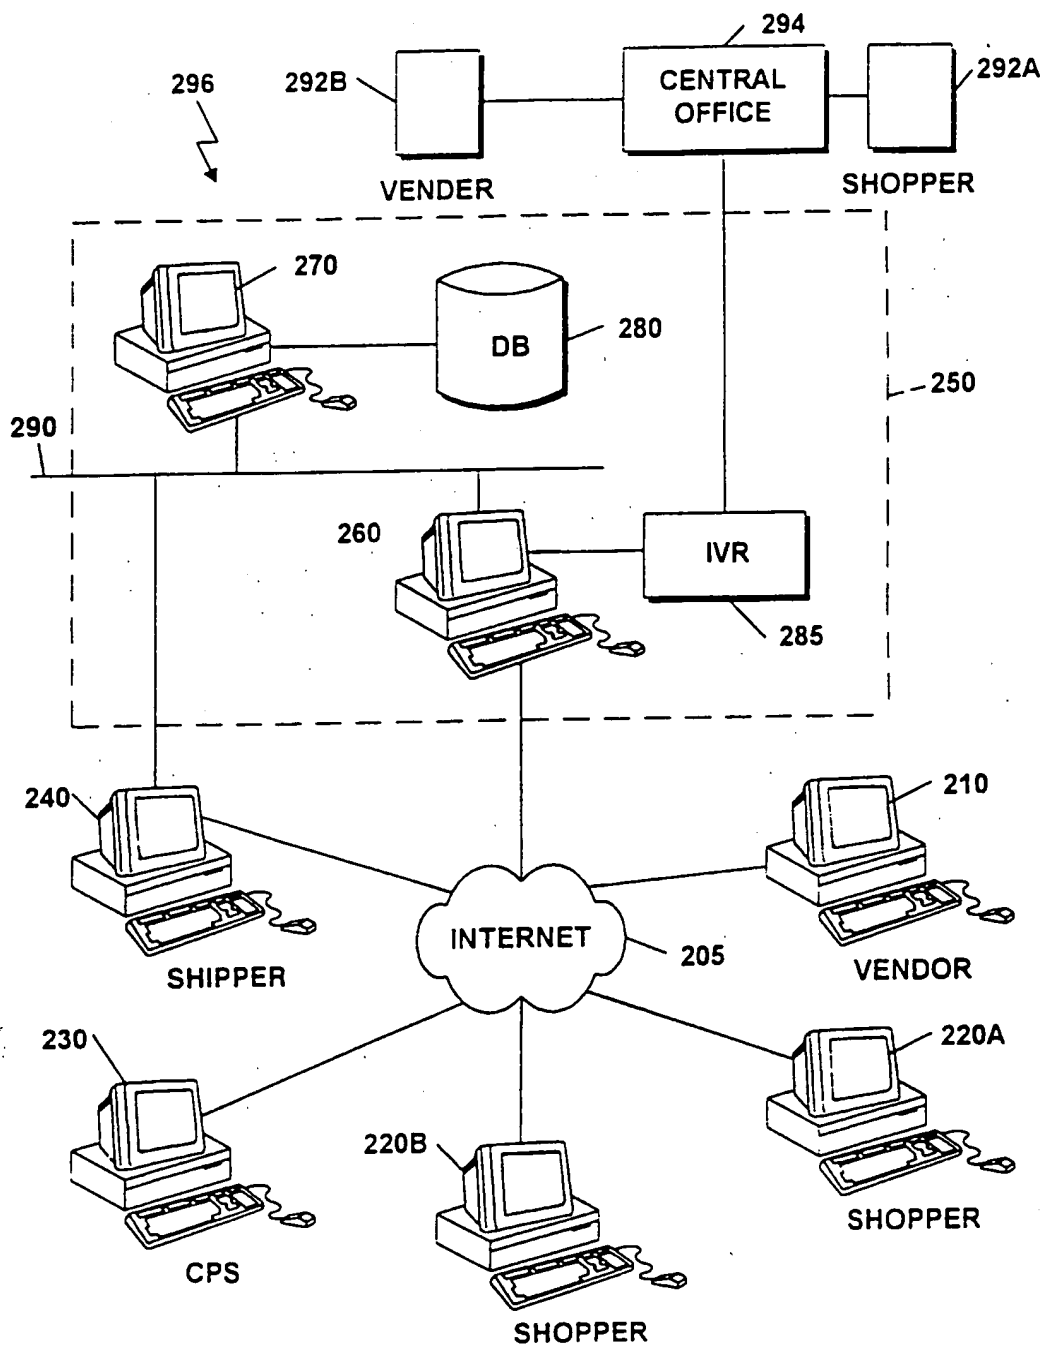 294
296
292B
CENTRAL
OFFICE
292A
VENDER
SHOPPER
270
DB
280
250
290
260
IVR
285
240
210
INTERNET
205
SHIPPER
VENDOR
230
220A
220B
SHOPPER
CPS
SHOPPER